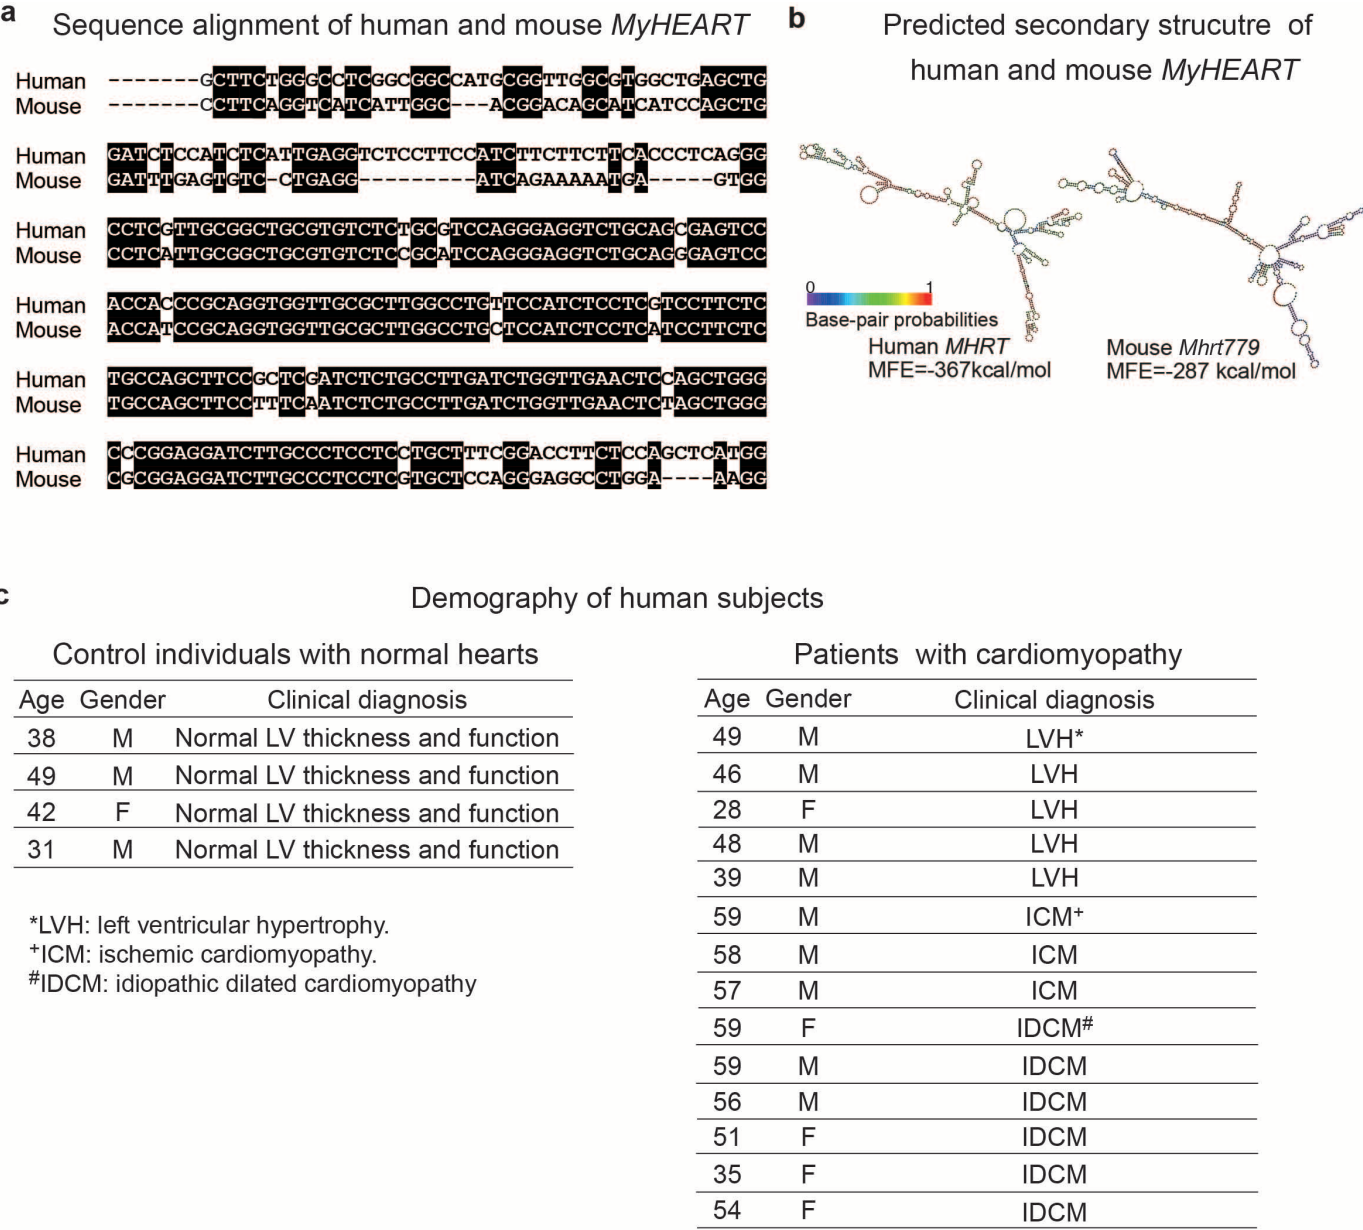 a
Sequence alignment of human and mouse MyHEART
Human -------GCTTCTGGGCCTCGGCGGCCATGCGGTTGGCGTGGCTGAGCTG
Mouse -------CCTTCAGGTCATCATTGGC---ACGGACAGCATCATCCAGCTG
Human GATCTCCATCTCATTGAGGTCTCCTTCCATCTTCTTCTTCACCCTCAGGG
Mouse GATTTGAGTGTC-CTGAGG---------ATCAGAAAAATGA-----GTGG
Human CCTCGTTGCGGCTGCGTGTCTCTGCGTCCAGGGAGGTCTGCAGCGAGTCC
Mouse CCTCATTGCGGCTGCGTGTCTCCGCATCCAGGGAGGTCTGCAGGGAGTCC
Human ACCACCCGCAGGTGGTTGCGCTTGGCCTGTTCCATCTCCTCGTCCTTCTC
Mouse ACCATCCGCAGGTGGTTGCGCTTGGCCTGCTCCATCTCCTCATCCTTCTC
Human TGCCAGCTTCCGCTCGATCTCTGCCTTGATCTGGTTGAACTCCAGCTGGG
Mouse TGCCAGCTTCCTTTCAATCTCTGCCTTGATCTGGTTGAACTCTAGCTGGG
Human CCCGGAGGATCTTGCCCTCCTCCTGCTTTCGGACCTTCTCCAGCTCATGG
Mouse CGCGGAGGATCTTGCCCTCCTCGTGCTCCAGGGAGGCCTGGA----AAGG
b
Predicted secondary strucutre of
human and mouse MyHEART
0 1
Base-pair probabilities
Human MHRT
MFE=-367kcal/mol
Mouse Mhrt779
MFE=-287 kcal/mol
c
Demography of human subjects
Control individuals with normal hearts
Age Gender Clinical diagnosis
38 M Normal LV thickness and function
49 M Normal LV thickness and function
42 F Normal LV thickness and function
31 M Normal LV thickness and function
*LVH: left ventricular hypertrophy.
+ICM: ischemic cardiomyopathy.
#IDCM: idiopathic dilated cardiomyopathy
Patients with cardiomyopathy
Age Gender Clinical diagnosis
49 M LVH*
46 M LVH
28 F LVH
48 M LVH
39 M LVH
59 M ICM+
58 M ICM
57 M ICM
59 F IDCM#
59 M IDCM
56 M IDCM
51 F IDCM
35 F IDCM
54 F IDCM